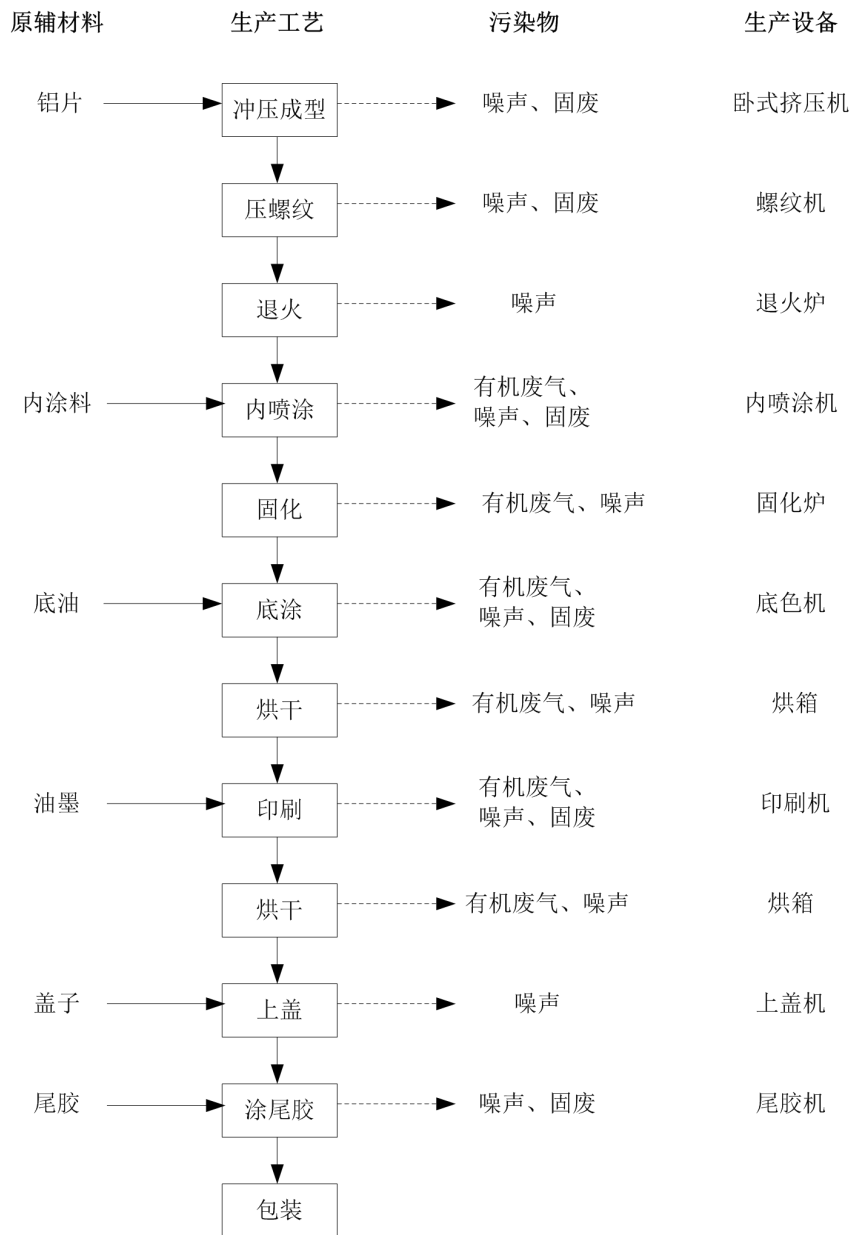 原辅材料 生产工艺 污染物 生产设备
铝片 冲压成型 噪声、固废 卧式挤压机
压螺纹 噪声、固废 螺纹机
退火 噪声 退火炉
内涂料 内喷涂 有机废气、
噪声、固废 内喷涂机
固化 有机废气、噪声 固化炉
底油 底涂 有机废气、
噪声、固废 底色机
烘干 有机废气、噪声 烘箱
油墨 印刷 有机废气、
噪声、固废 印刷机
烘干 有机废气、噪声 烘箱
盖子 上盖 噪声 上盖机
尾胶 涂尾胶 噪声、固废 尾胶机
包装